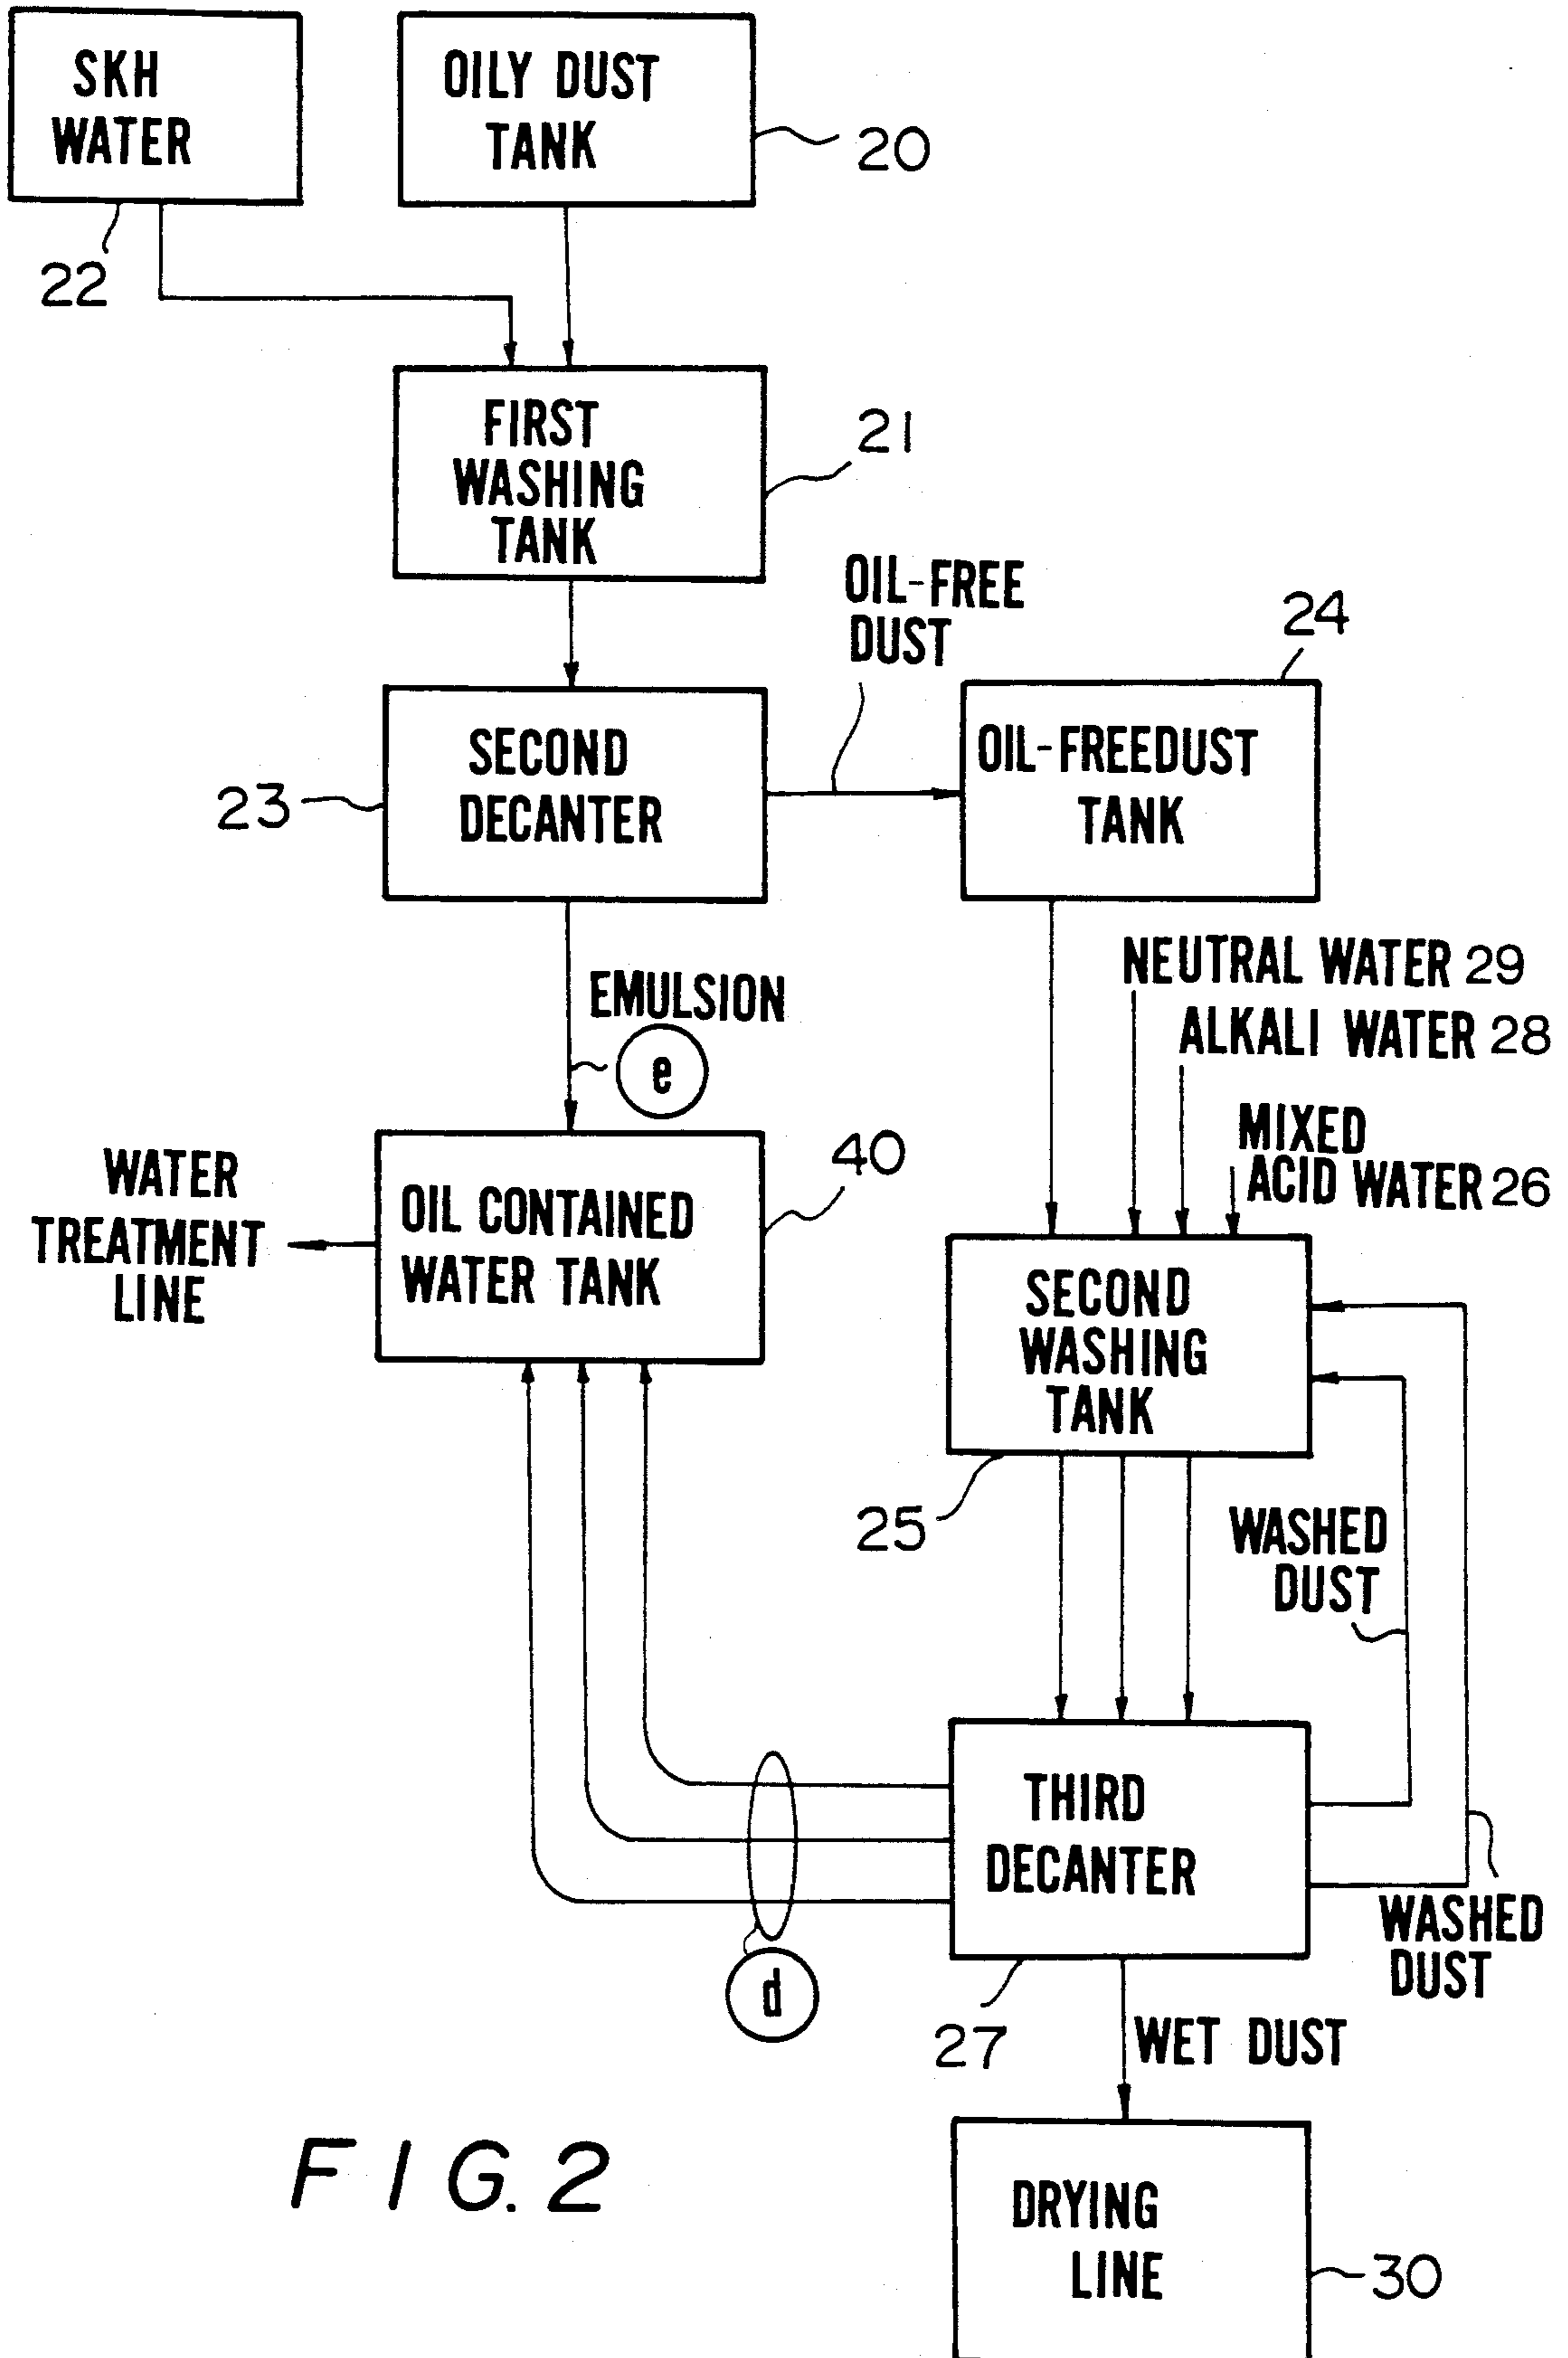 SKH
WATER
22
OILY DUST
TANK
20
FIRST
WASHING
TANK
21
OIL-FREE
DUST
24
SECOND
DECANTER
23
OIL-FREEDUST
TANK
EMULSION
e
NEUTRAL WATER 29
ALKALI WATER 28
MIXED
ACID WATER 26
WATER
TREATMENT
LINE
OIL CONTAINED
WATER TANK
40
SECOND
WASHING
TANK
25
WASHED
DUST
THIRD
DECANTER
27
WASHED
DUST
d
WET DUST
DRYING
LINE
30
FIG. 2